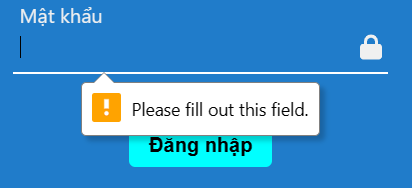 Mật khẩu
Please fill out this field.
Đăng nhập